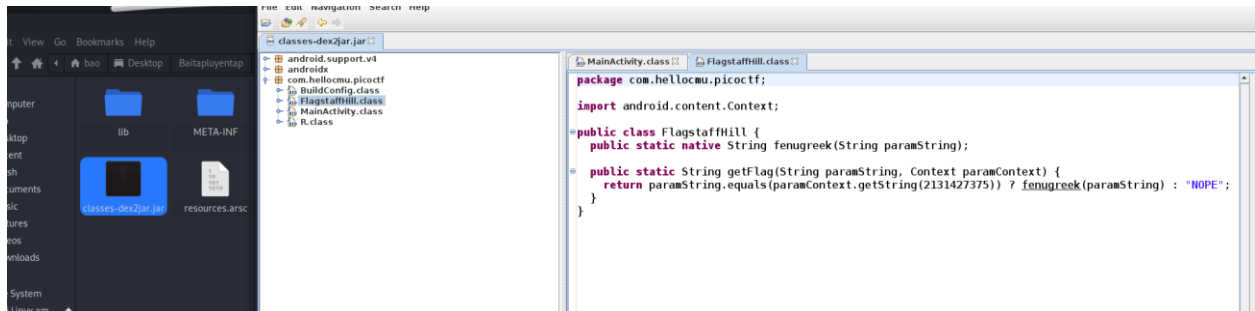 File Edit Navigation Search Help
View Go Bookmarks Help
classes-dex2jar.jar
bao Desktop Baitapluyentap
lib
META-INF
classes-dex2jar.jar
resources.arsc
System
android.support.v4
androidx
com.hellocmu.picoctf
BuildConfig.class
FlagstaffHill.class
MainActivity.class
R.class
MainActivity.class FlagstaffHill.class
package com.hellocmu.picoctf;
import android.content.Context;
public class FlagstaffHill {
public static native String fenugreek(String paramString);
public static String getFlag(String paramString, Context paramContext) {
return paramString.equals(paramContext.getString(2131427375)) ? fenugreek(paramString) : "NOPE";
}
}